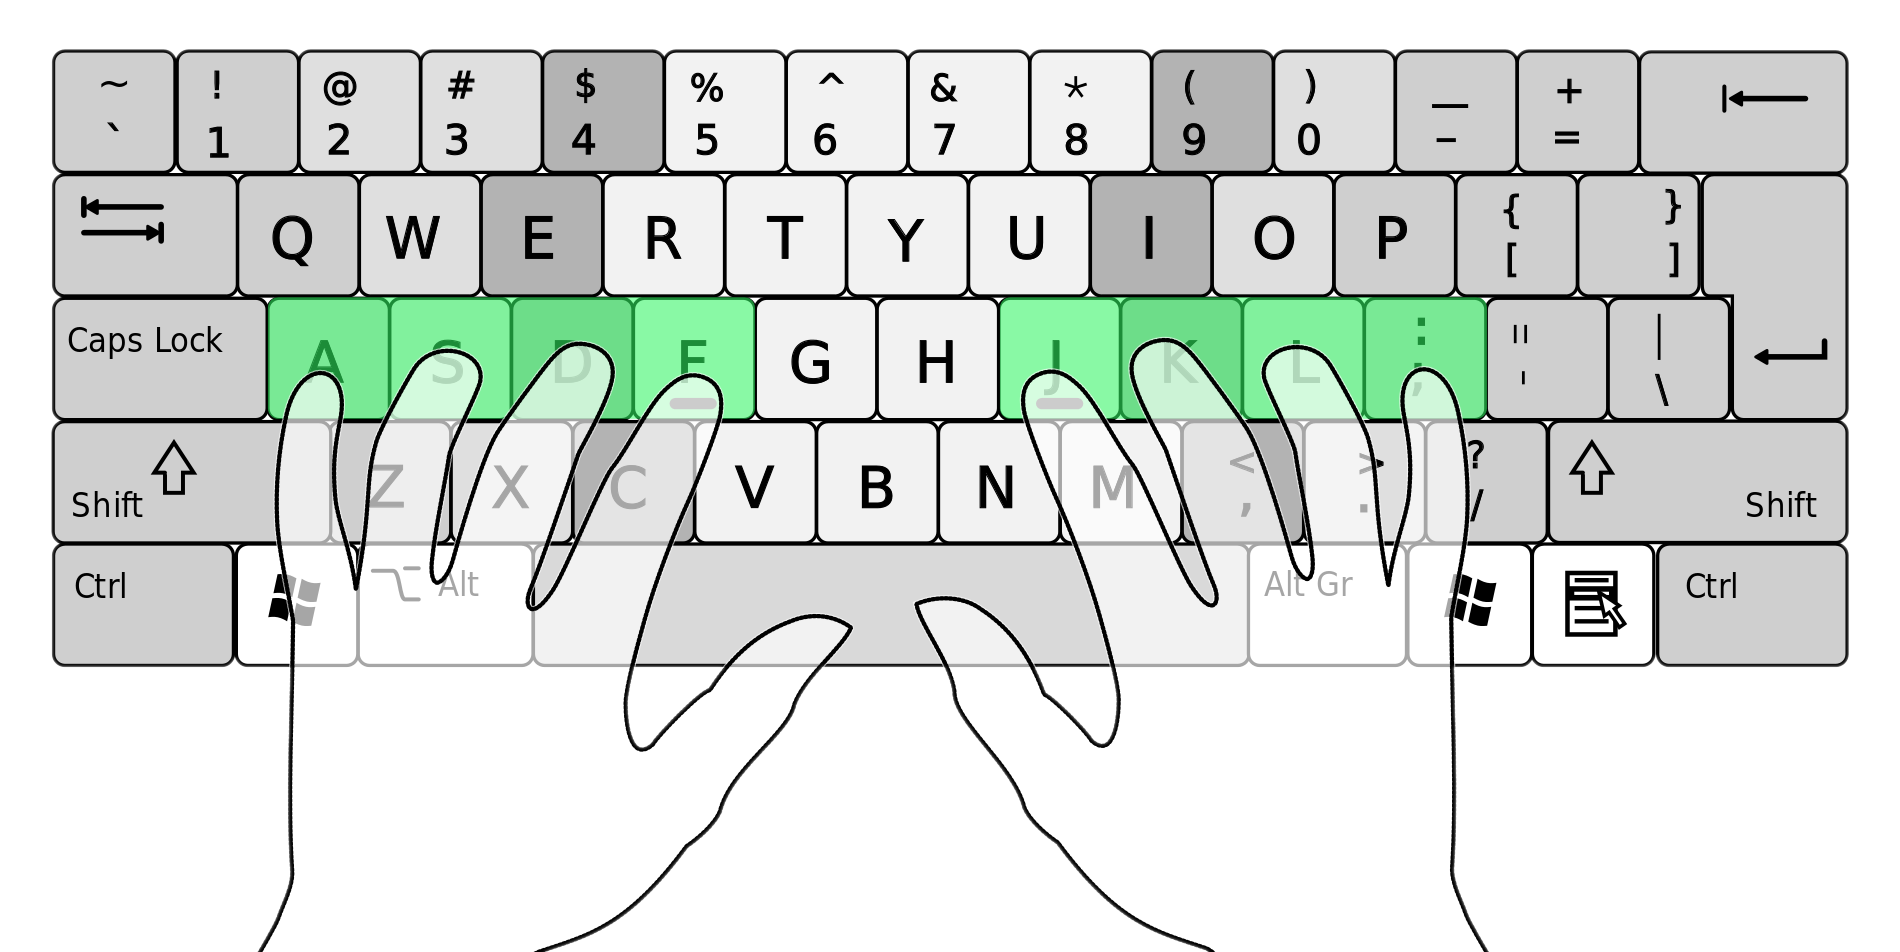 ~ ! @ # $ % ^ & * ( ) _ +
` 1 2 3 4 5 6 7 8 9 0 - =
Q W E R T Y U I O P { }
[ ]
Caps Lock A S D F G H J K L : " |
; ' \
Shift Z X C V B N M < > ? Shift
, . /
Ctrl Alt Alt Gr Ctrl